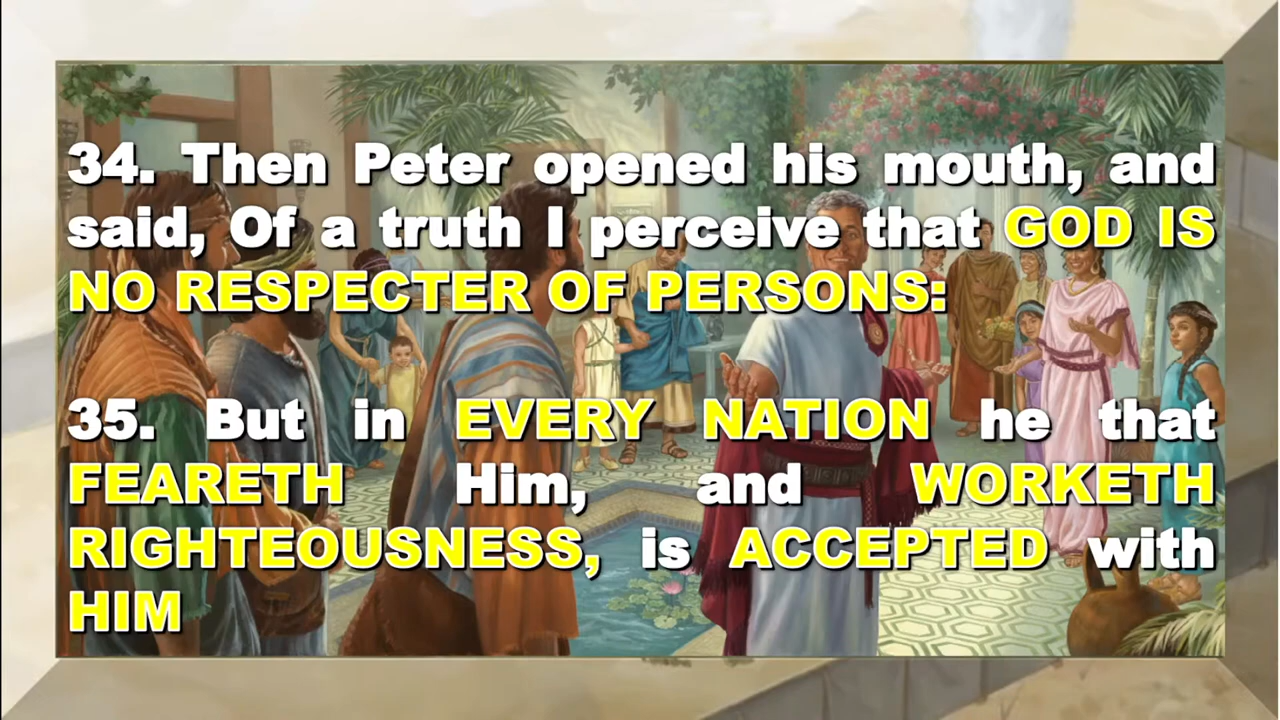 34. Then Peter opened his mouth, and
said, Of a truth I perceive that GOD IS
NO RESPECTER OF PERSONS:
35. But in EVERY NATION he that
FEARETH Him, and WORKETH
RIGHTEOUSNESS, is ACCEPTED with
HIM